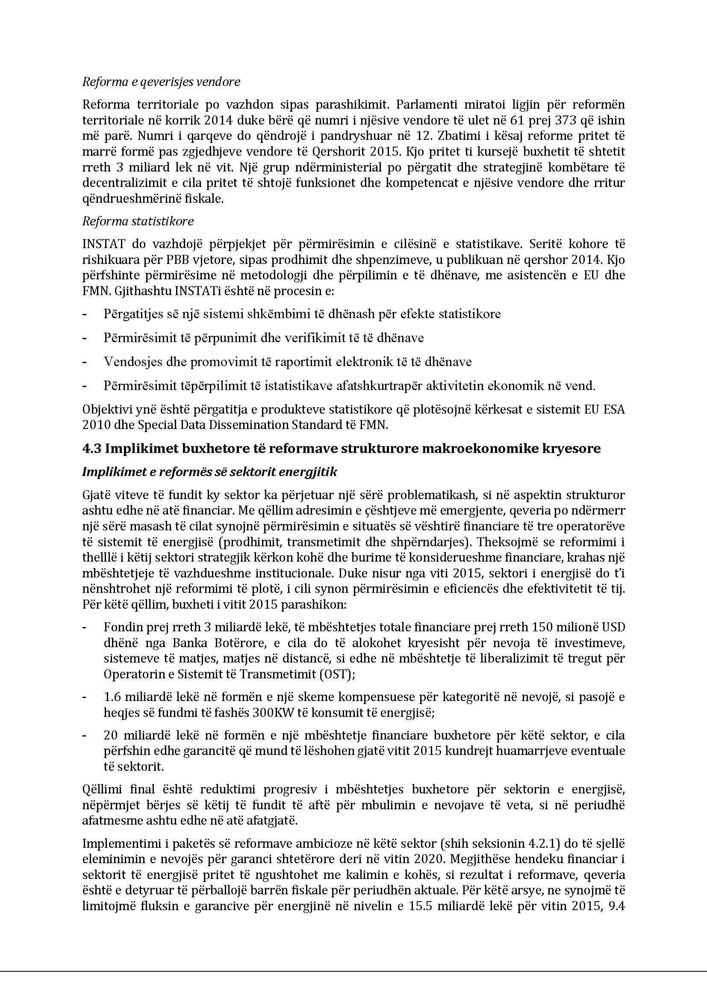 Reforma e qeverisjes vendore
Reforma territoriale po vazhdon sipas parashikimit. Parlamenti miratoi ligjin për reformën
territoriale në korrik 2014 duke bërë që numri i njësive vendore të ulet në 61 prej 373 që ishin
më parë. Numri i qarqeve do qëndrojë i pandryshuar në 12. Zbatimi i kësaj reforme pritet të
marrë formë pas zgjedhjeve vendore të Qershorit 2015. Kjo pritet ti kursejë buxhetit të shtetit
rreth 3 miliard lek në vit. Një grup ndërministerial po përgatit dhe strategjinë kombëtare të
decentralizimit e cila pritet të shtojë funksionet dhe kompetencat e njësive vendore dhe rritur
qëndrueshmërinë fiskale.
Reforma statistikore
INSTAT do vazhdojë përpjekjet për përmirësimin e cilësinë e statistikave. Seritë kohore të
rishikuara për PBB vjetore, sipas prodhimit dhe shpenzimeve, u publikuan në qershor 2014. Kjo
përfshinte përmirësime në metodologji dhe përpilimin e të dhënave, me asistencën e EU dhe
FMN. Gjithashtu INSTATi është në procesin e:
- Përgatitjes së një sistemi shkëmbimi të dhënash për efekte statistikore
- Përmirësimit të përpunimit dhe verifikimit të të dhënave
- Vendosjes dhe promovimit të raportimit elektronik të të dhënave
- Përmirësimit tëpërpilimit të istatistikave afatshkurtrapër aktivitetin ekonomik në vend.
Objektivi ynë është përgatitja e produkteve statistikore që plotësojnë kërkesat e sistemit EU ESA
2010 dhe Special Data Dissemination Standard të FMN.
4.3 Implikimet buxhetore të reformave strukturore makroekonomike kryesore
Implikimet e reformës së sektorit energjitik
Gjatë viteve të fundit ky sektor ka përjetuar një sërë problematikash, si në aspektin strukturor
ashtu edhe në atë financiar. Me qëllim adresimin e çështjeve më emergjente, qeveria po ndërmerr
një sërë masash të cilat synojnë përmirësimin e situatës së vështirë financiare të tre operatorëve
të sistemit të energjisë (prodhimit, transmetimit dhe shpërndarjes). Theksojmë se reformimi i
thelllë i këtij sektori strategjik kërkon kohë dhe burime të konsiderueshme financiare, krahas një
mbështetjeje të vazhdueshme institucionale. Duke nisur nga viti 2015, sektori i energjisë do t’i
nënshtrohet një reformimi të plotë, i cili synon përmirësimin e eficiencës dhe efektivitetit të tij.
Për këtë qëllim, buxheti i vitit 2015 parashikon:
- Fondin prej rreth 3 miliardë lekë, të mbështetjes totale financiare prej rreth 150 milionë USD
dhënë nga Banka Botërore, e cila do të alokohet kryesisht për nevoja të investimeve,
sistemeve të matjes, matjes në distancë, si edhe në mbështetje të liberalizimit të tregut për
Operatorin e Sistemit të Transmetimit (OST);
- 1.6 miliardë lekë në formën e një skeme kompensuese për kategoritë në nevojë, si pasojë e
heqjes së fundmi të fashës 300KW të konsumit të energjisë;
- 20 miliardë lekë në formën e një mbështetje financiare buxhetore për këtë sektor, e cila
përfshin edhe garancitë që mund të lëshohen gjatë vitit 2015 kundrejt huamarrjeve eventuale
të sektorit.
Qëllimi final është reduktimi progresiv i mbështetjes buxhetore për sektorin e energjisë,
nëpërmjet bërjes së këtij të fundit të aftë për mbulimin e nevojave të veta, si në periudhë
afatmesme ashtu edhe në atë afatgjatë.
Implementimi i paketës së reformave ambicioze në këtë sektor (shih seksionin 4.2.1) do të sjellë
eleminimin e nevojës për garanci shtetërore deri në vitin 2020. Megjithëse hendeku financiar i
sektorit të energjisë pritet të ngushtohet me kalimin e kohës, si rezultat i reformave, qeveria
është e detyruar të përballojë barrën fiskale për periudhën aktuale. Për këtë arsye, ne synojmë të
limitojmë fluksin e garancive për energjinë në nivelin e 15.5 miliardë lekë për vitin 2015, 9.4